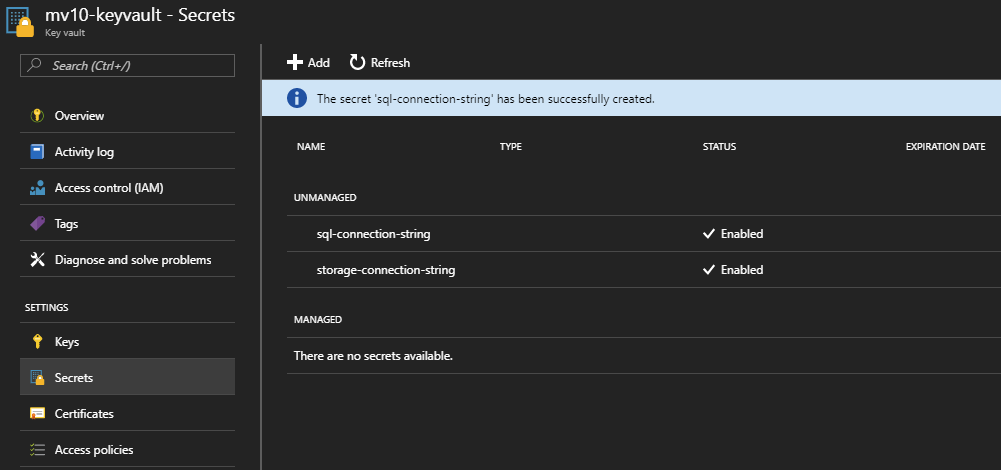 mv10-keyvault - Secrets
Key vault
Search (Ctrl+/)
Overview
Activity log
Access control (IAM)
Tags
Diagnose and solve problems
SETTINGS
Keys
Secrets
Certificates
Access policies
Add Refresh
The secret 'sql-connection-string' has been successfully created.
NAME TYPE STATUS EXPIRATION DATE
UNMANAGED
sql-connection-string Enabled
storage-connection-string Enabled
MANAGED
There are no secrets available.